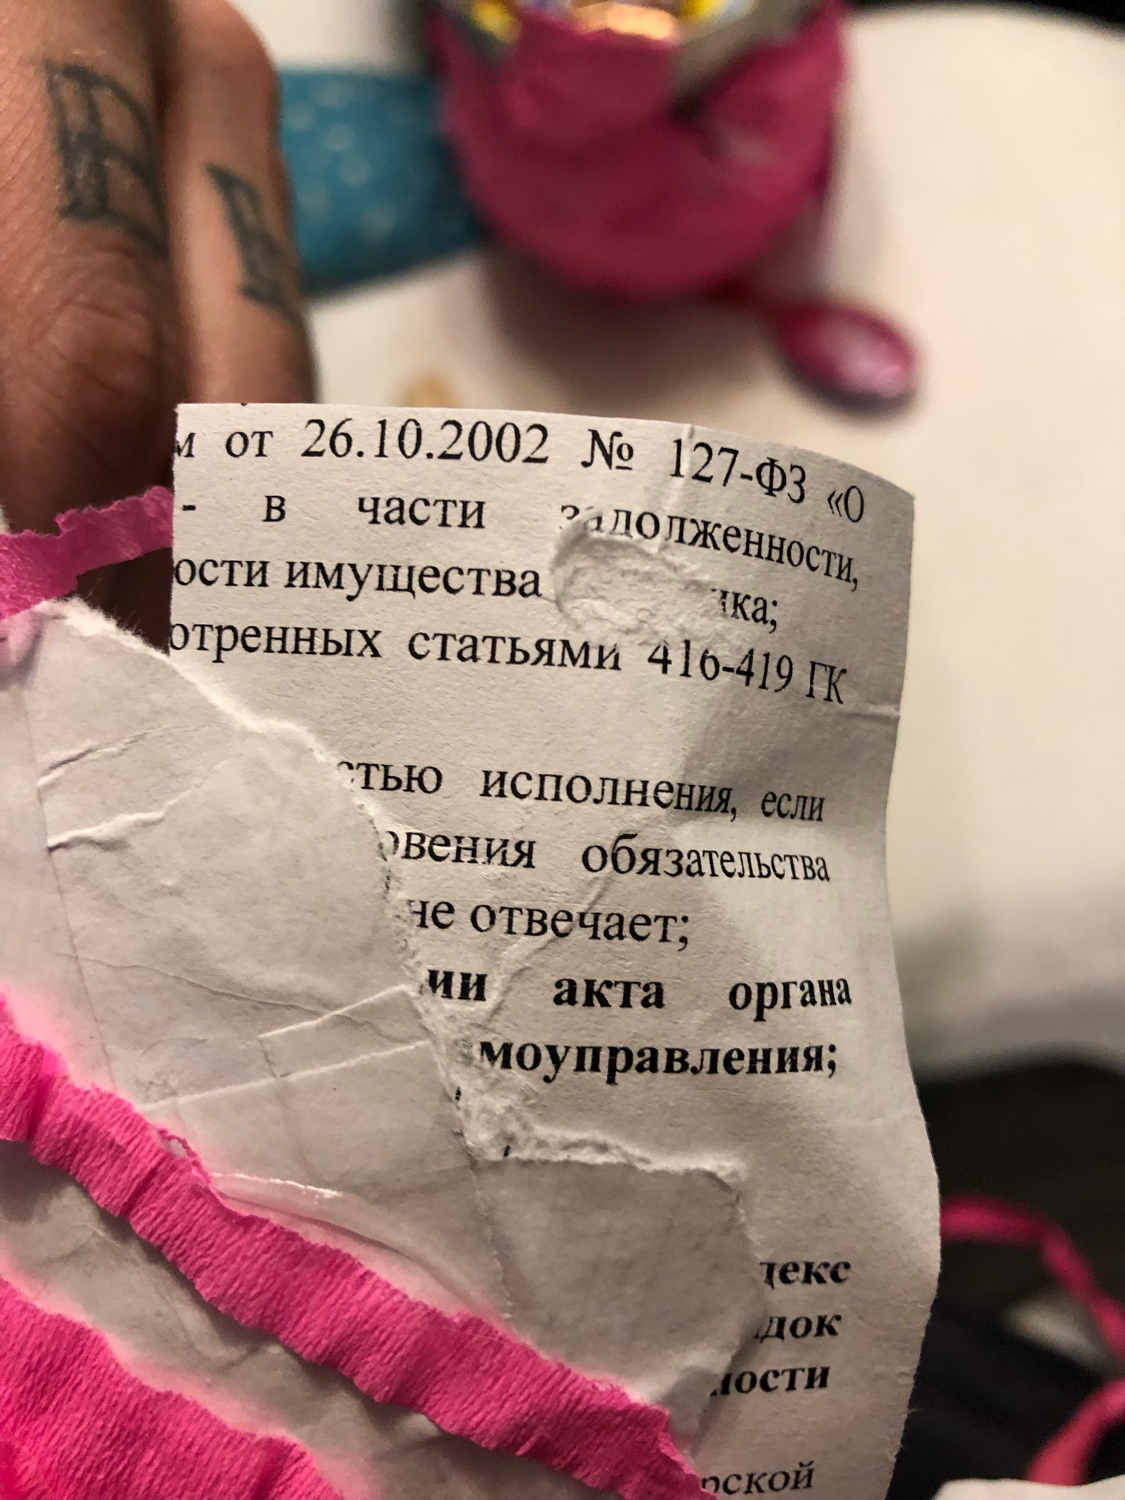 м от 26.10.2002 № 127-ФЗ «О
- в части задолженности,
ости имущества ика;
отренных статьями 416-419 ГК
стью исполнения, если
овения обязательства
не отвечает;
ии акта органа
моуправления;
декс
док
ности
рской